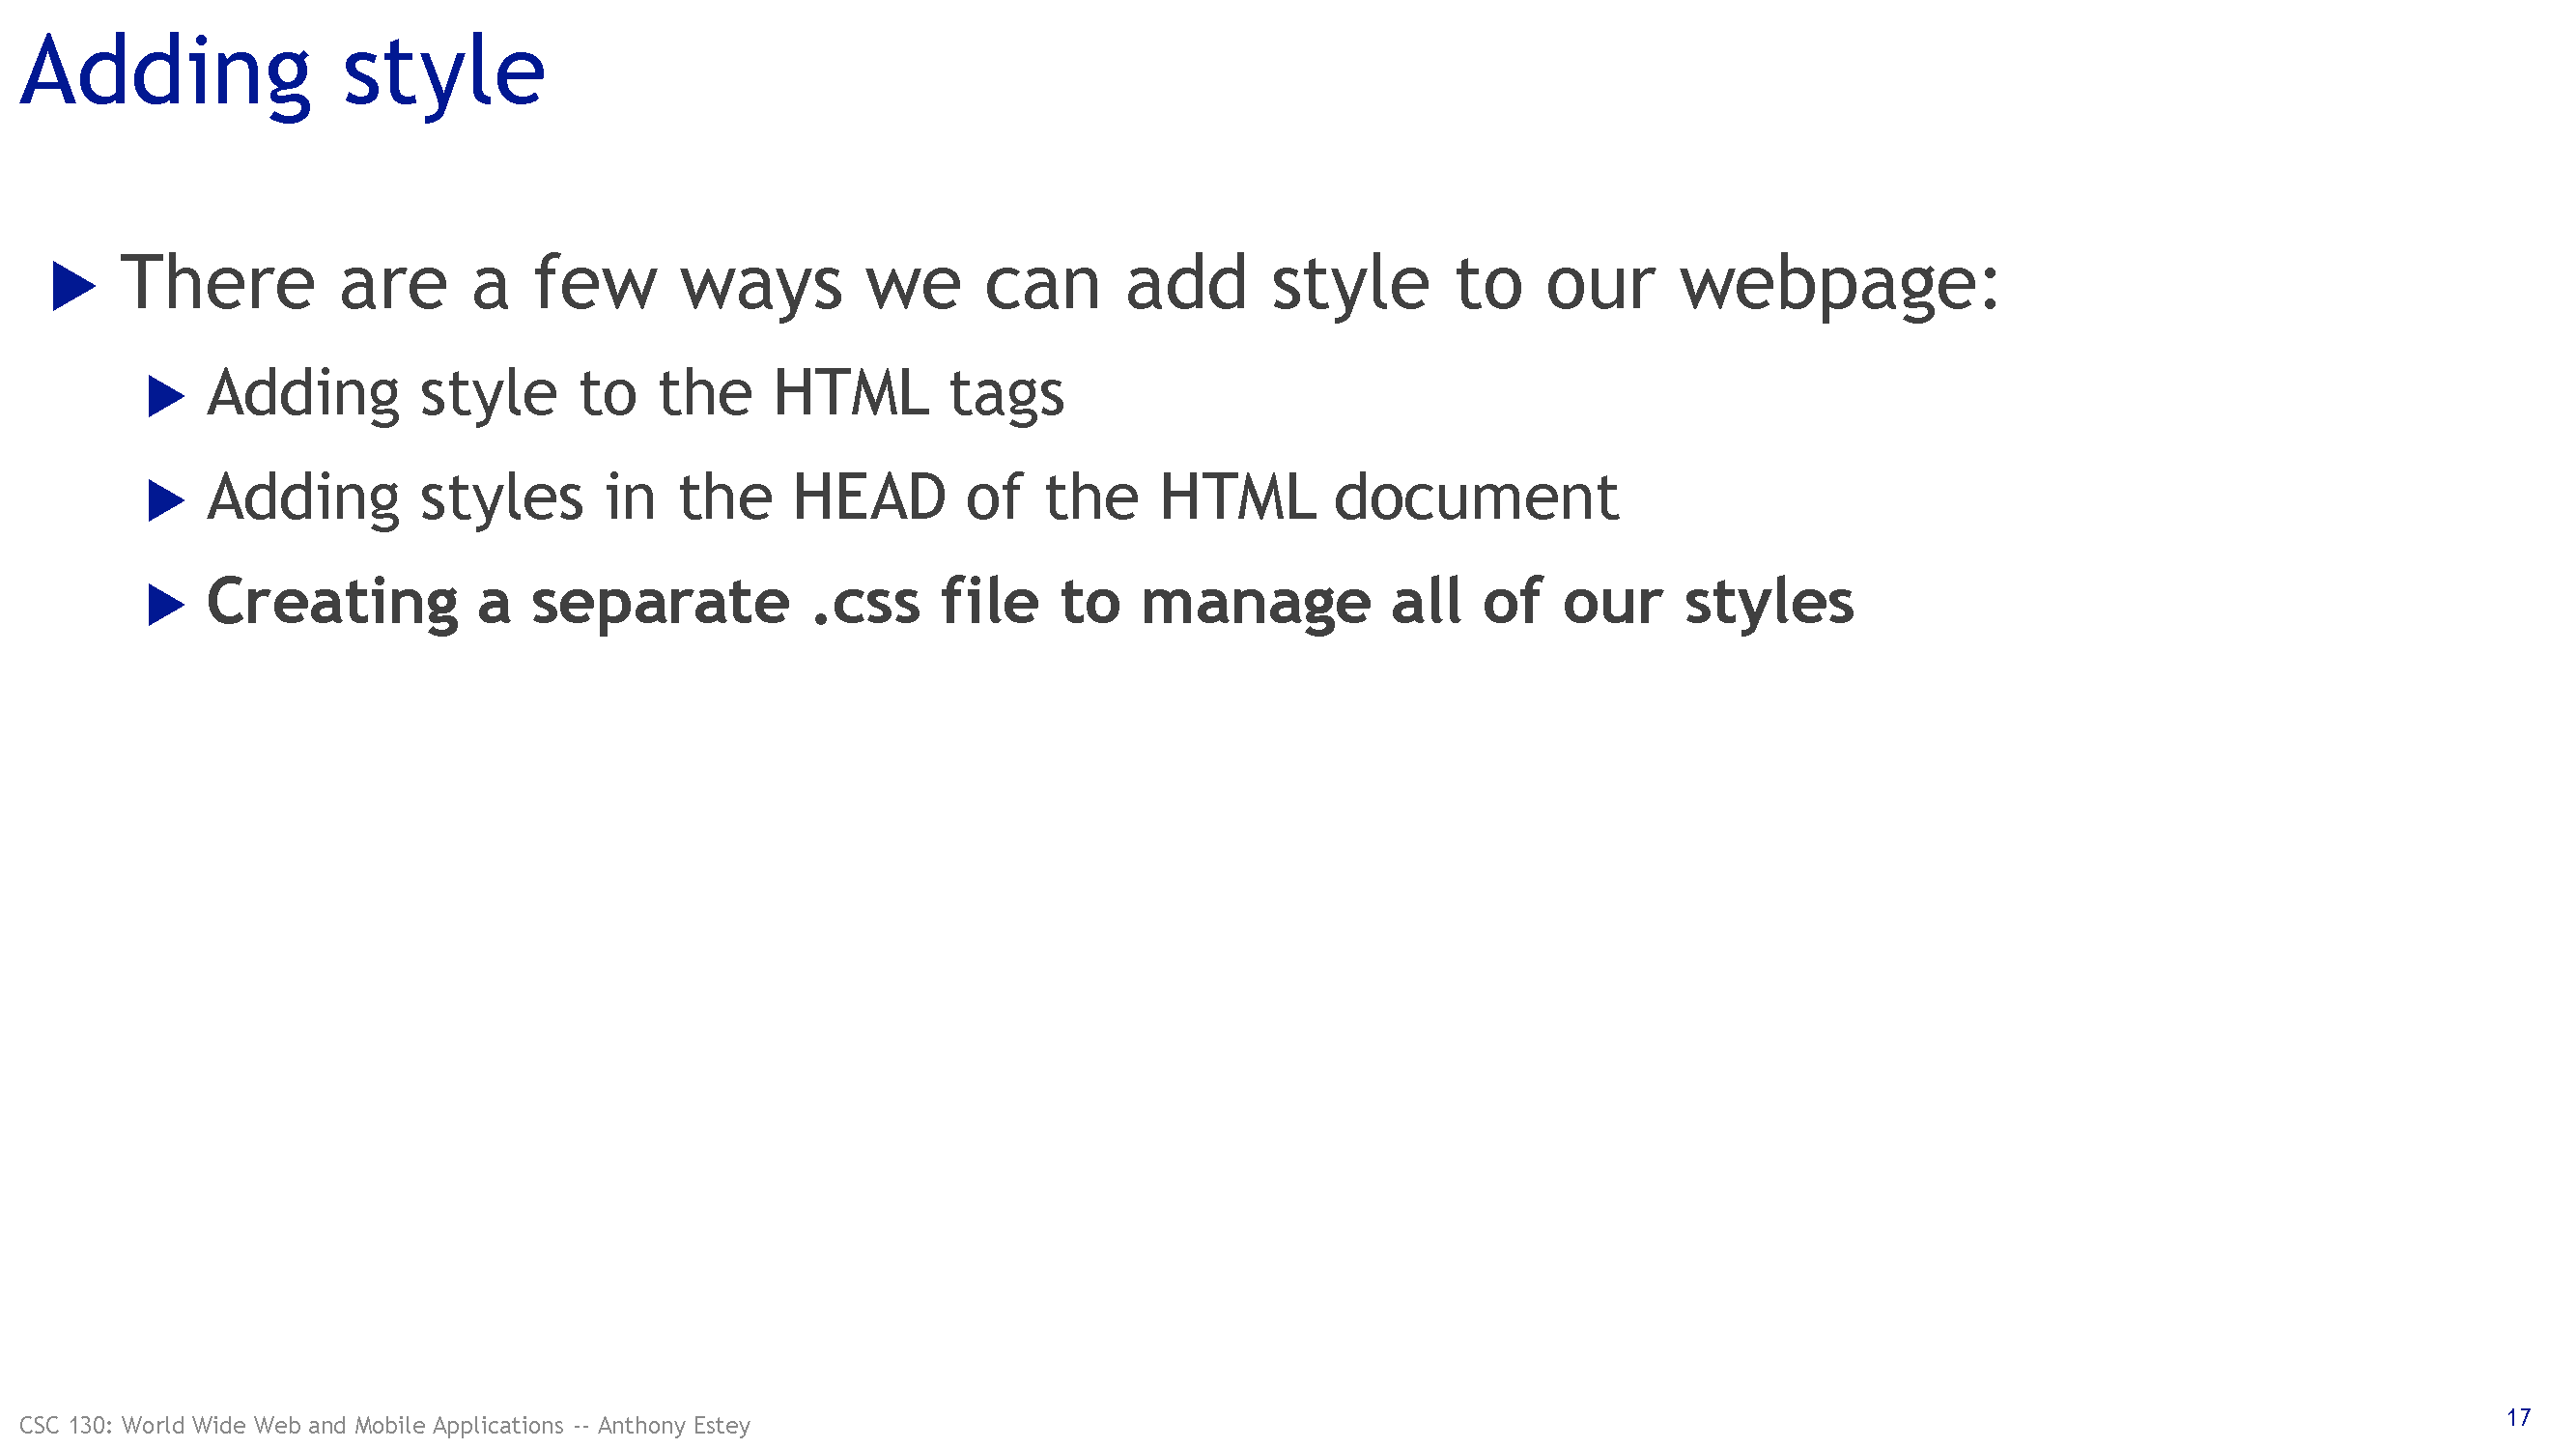 Adding style
There are a few ways we can add style to our webpage:
Adding style to the HTML tags
Adding styles in the HEAD of the HTML document
Creating a separate .css file to manage all of our styles
CSC 130: World Wide Web and Mobile Applications -- Anthony Estey
17